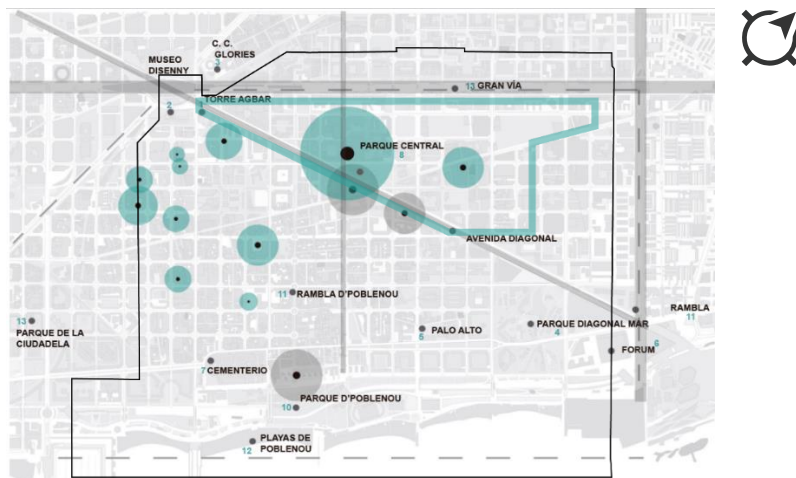 C. C.
GLORIES
3
MUSEO
DISENNY
2
TORRE AGBAR
1
13 GRAN VÍA
PARQUE CENTRAL
8
AVENIDA DIAGONAL
11 RAMBLA D'POBLENOU
13
PARQUE DE LA
CIUDADELA
PALO ALTO
5
PARQUE DIAGONAL MAR
4
RAMBLA
11
FORUM 6
7 CEMENTERIO
PARQUE D'POBLENOU
10
PLAYAS DE
POBLENOU
12